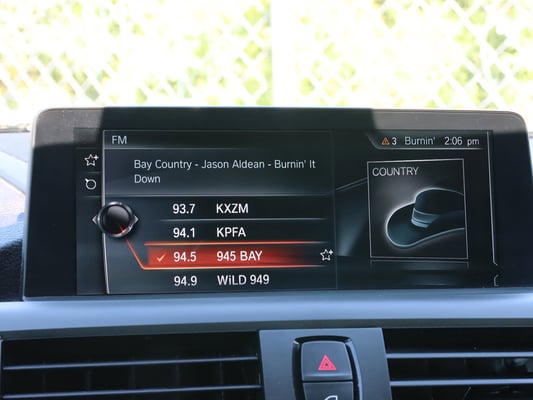 FM
3 Burnin' 2:06 pm
Bay Country - Jason Aldean - Burnin' It
Down
COUNTRY
93.7 KXZM
94.1 KPFA
94.5 945 BAY
94.9 WiLD 949